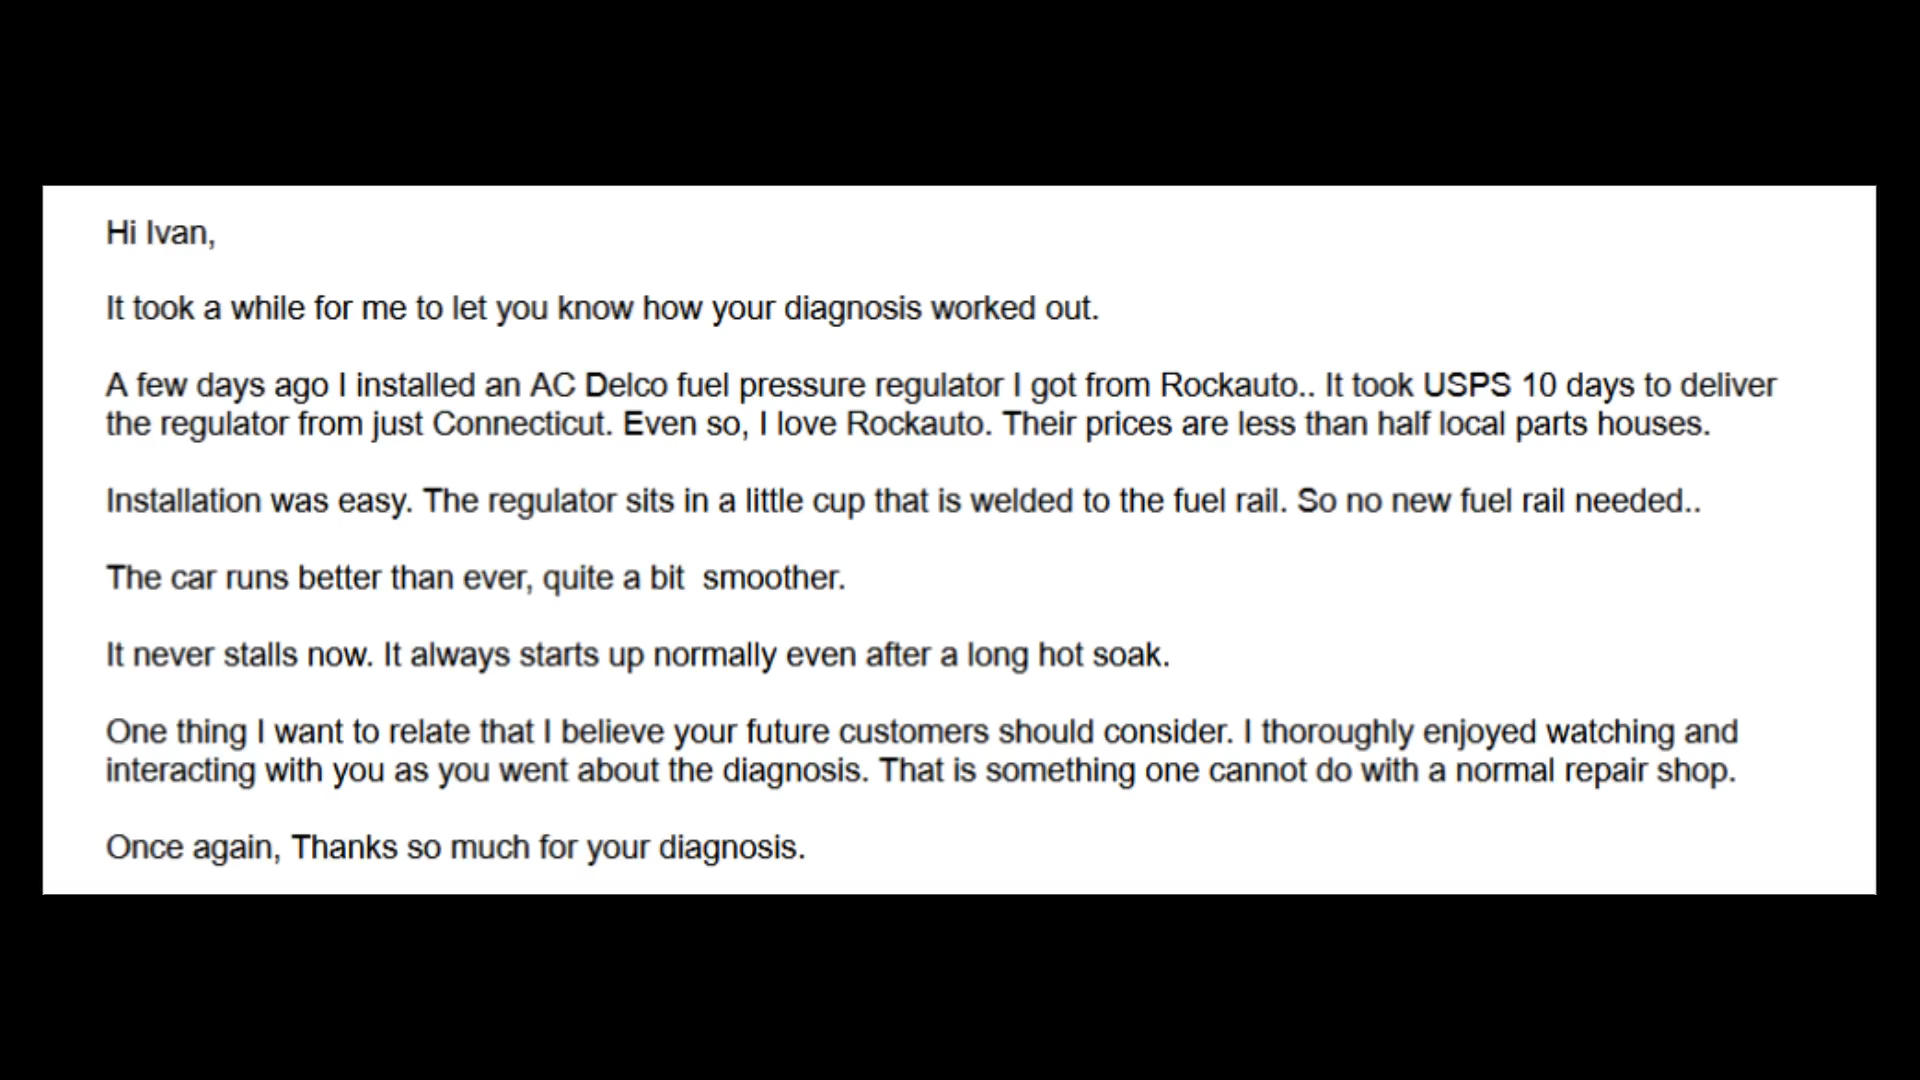 Hi Ivan,
It took a while for me to let you know how your diagnosis worked out.
A few days ago I installed an AC Delco fuel pressure regulator I got from Rockauto.. It took USPS 10 days to deliver
the regulator from just Connecticut. Even so, I love Rockauto. Their prices are less than half local parts houses.
Installation was easy. The regulator sits in a little cup that is welded to the fuel rail. So no new fuel rail needed..
The car runs better than ever, quite a bit  smoother.
It never stalls now. It always starts up normally even after a long hot soak.
One thing I want to relate that I believe your future customers should consider. I thoroughly enjoyed watching and
interacting with you as you went about the diagnosis. That is something one cannot do with a normal repair shop.
Once again, Thanks so much for your diagnosis.